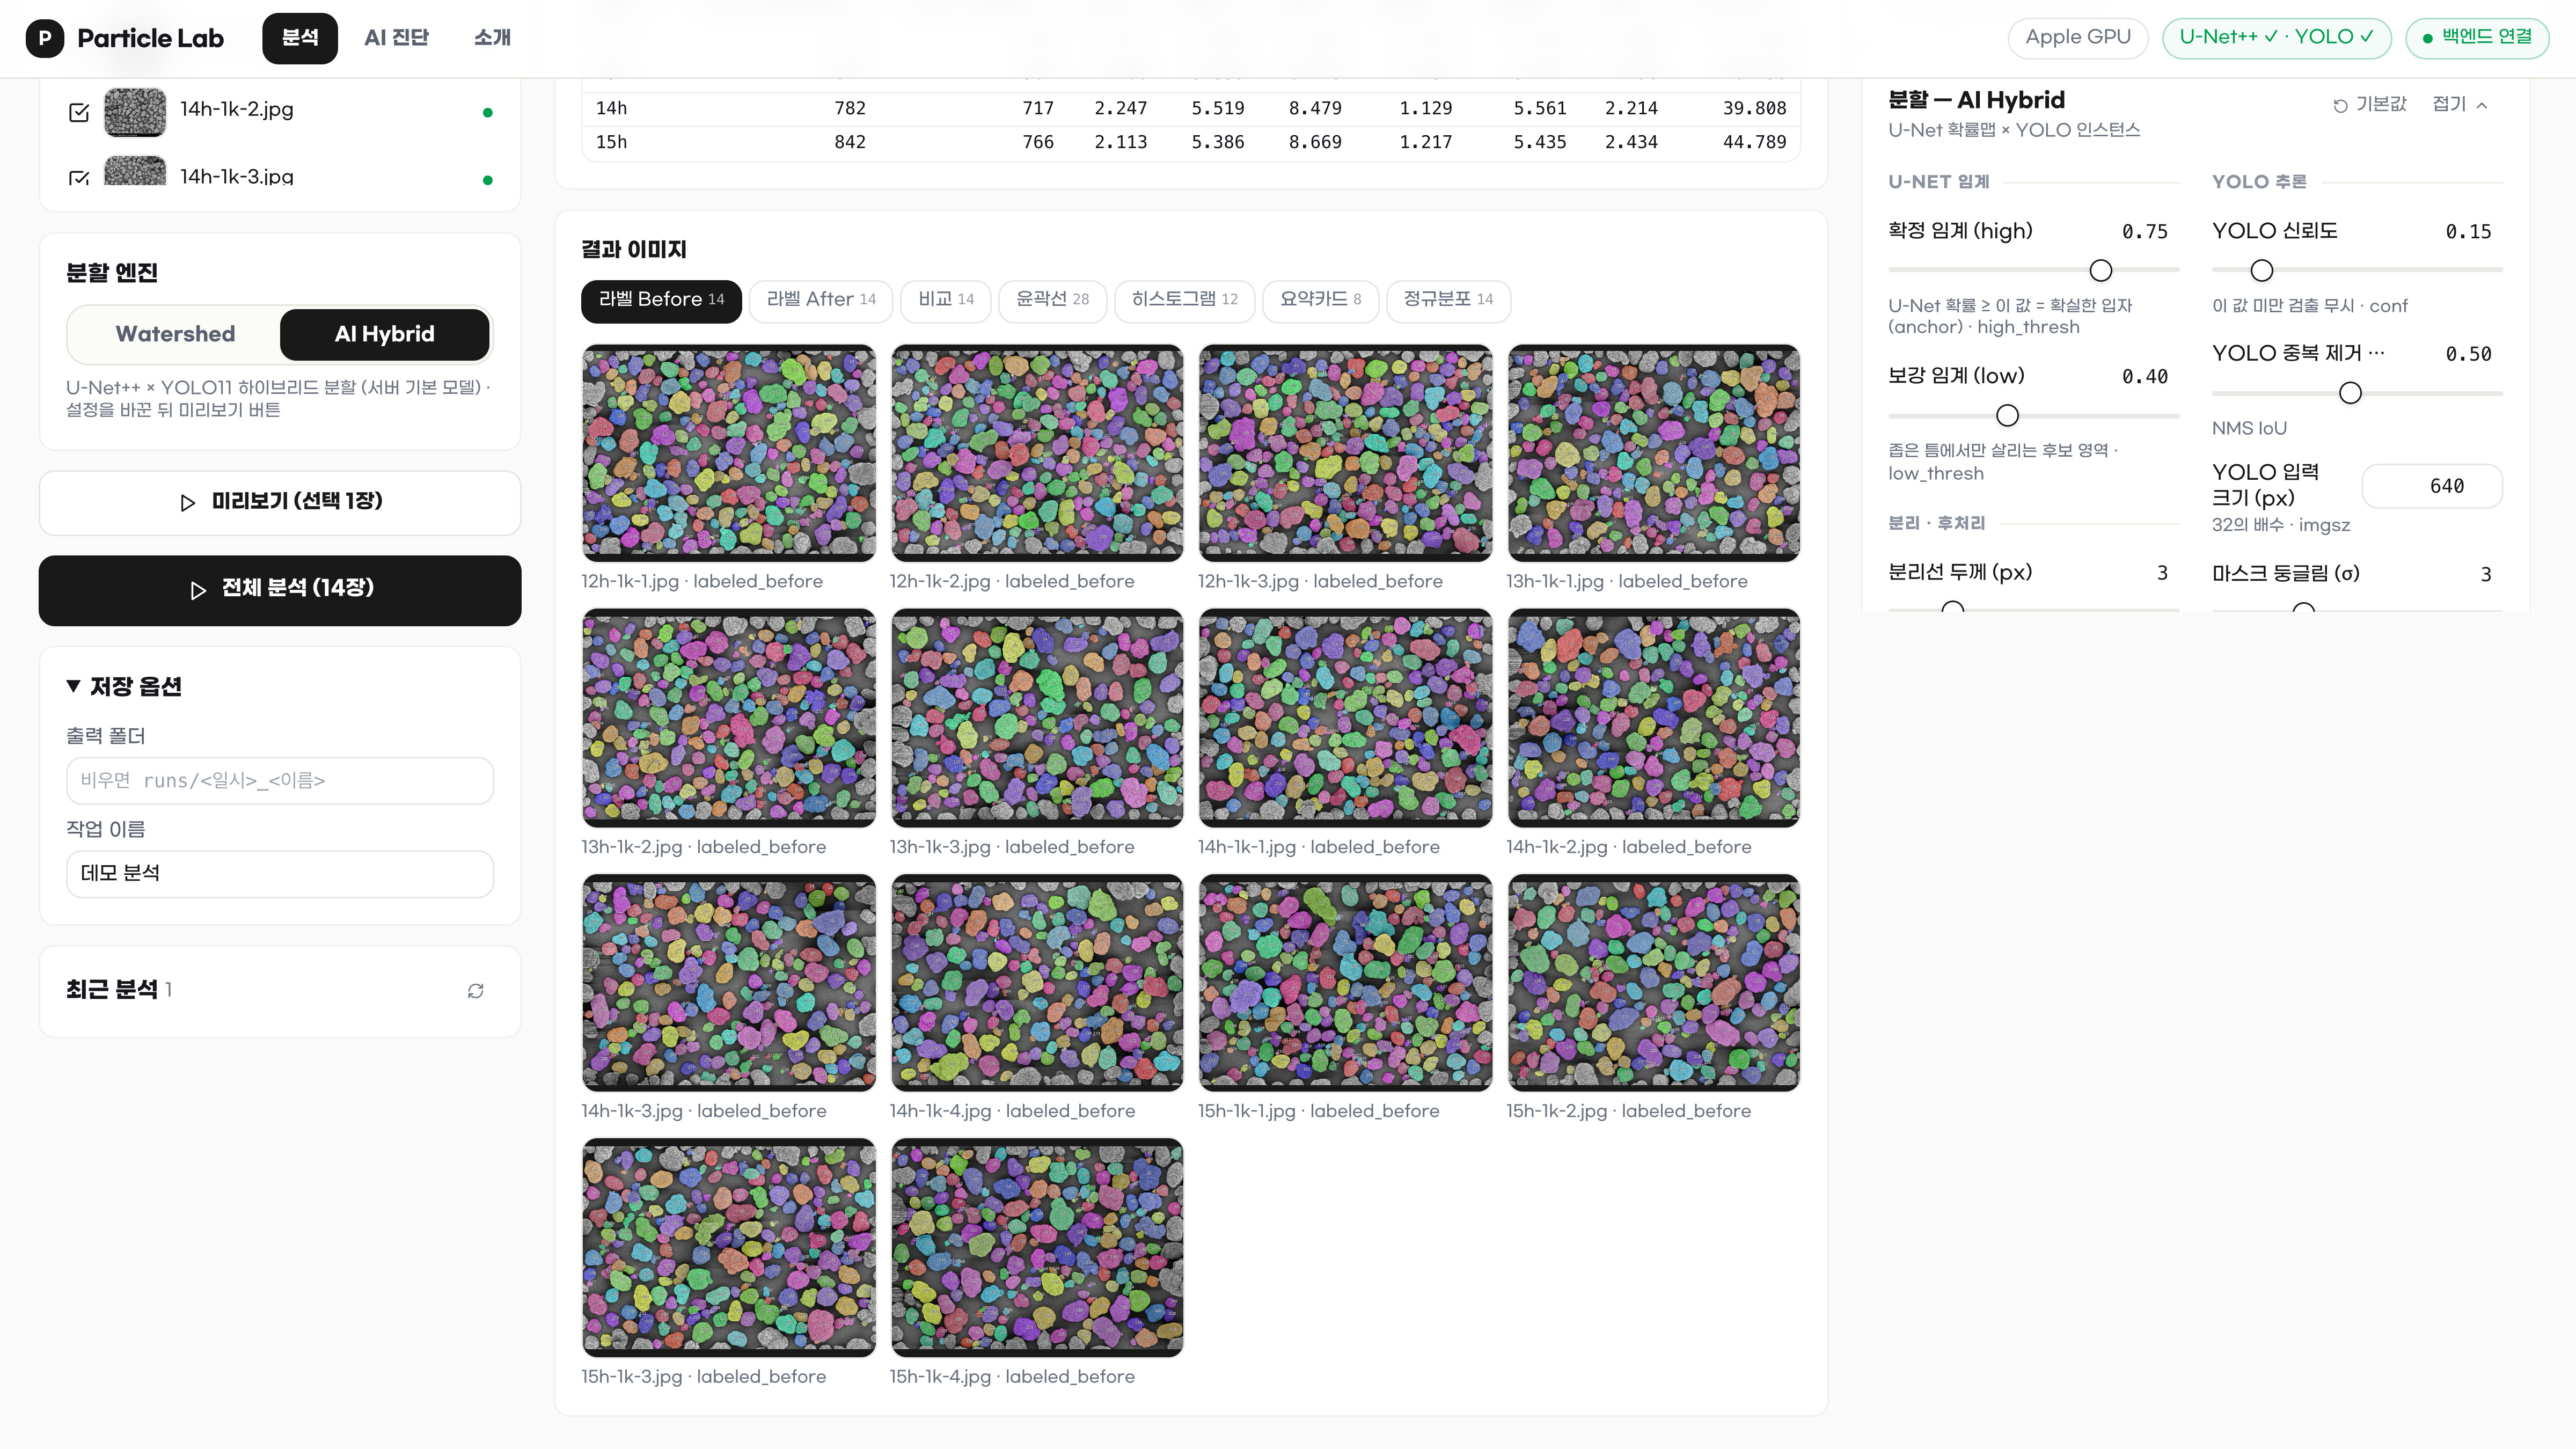 P Particle Lab 분석 AI 진단 소개 Apple GPU U-Net++ ✓ · YOLO ✓ ● 백엔드 연결
14h-1k-2.jpg
14h-1k-3.jpg
분할 엔진
Watershed AI Hybrid
U-Net++ × YOLO11 하이브리드 분할 (서버 기본 모델) ·
설정을 바꾼 뒤 미리보기 버튼
미리보기 (선택 1장)
전체 분석 (14장)
▼ 저장 옵션
출력 폴더
비우면 runs/<일시>_<이름>
작업 이름
데모 분석
최근 분석 1
14h 782 717 2.247 5.519 8.479 1.129 5.561 2.214 39.808
15h 842 766 2.113 5.386 8.669 1.217 5.435 2.434 44.789
결과 이미지
라벨 Before 14 라벨 After 14 비교 14 윤곽선 28 히스토그램 12 요약카드 8 정규분포 14
12h-1k-1.jpg · labeled_before 12h-1k-2.jpg · labeled_before 12h-1k-3.jpg · labeled_before 13h-1k-1.jpg · labeled_before
13h-1k-2.jpg · labeled_before 13h-1k-3.jpg · labeled_before 14h-1k-1.jpg · labeled_before 14h-1k-2.jpg · labeled_before
14h-1k-3.jpg · labeled_before 14h-1k-4.jpg · labeled_before 15h-1k-1.jpg · labeled_before 15h-1k-2.jpg · labeled_before
15h-1k-3.jpg · labeled_before 15h-1k-4.jpg · labeled_before
분할 — AI Hybrid 기본값 접기
U-Net 확률맵 × YOLO 인스턴스
U-NET 임계
확정 임계 (high) 0.75
U-Net 확률 ≥ 이 값 = 확실한 입자
(anchor) · high_thresh
보강 임계 (low) 0.40
좁은 틈에서만 살리는 후보 영역 ·
low_thresh
분리 · 후처리
분리선 두께 (px) 3
YOLO 추론
YOLO 신뢰도 0.15
이 값 미만 검출 무시 · conf
YOLO 중복 제거 ⋯ 0.50
NMS IoU
YOLO 입력
크기 (px) 640
32의 배수 · imgsz
마스크 둥글림 (σ) 3